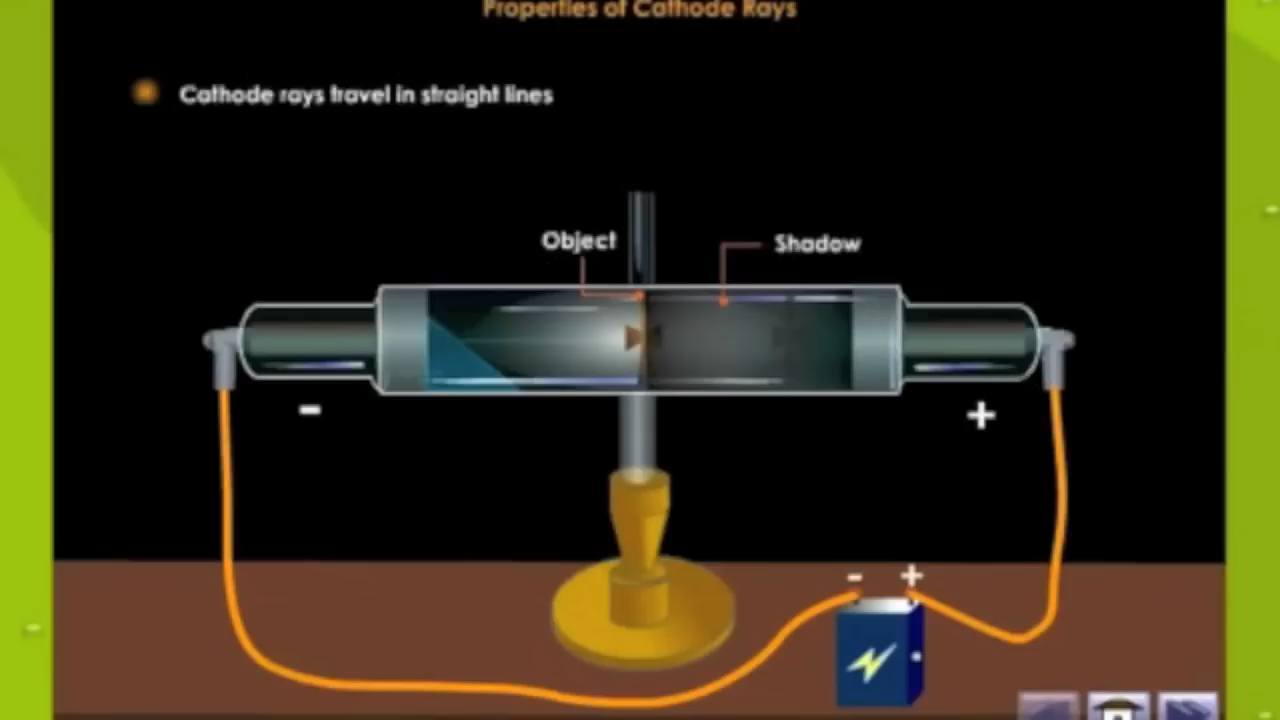 Properties of Cathode Rays
Cathode rays travel in straight lines
Object
Shadow
-
+
- +